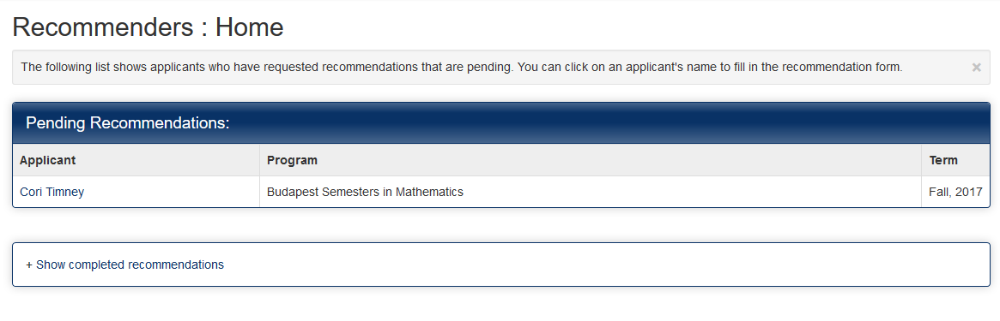 Recommenders : Home
The following list shows applicants who have requested recommendations that are pending. You can click on an applicant's name to fill in the recommendation form. ×
Pending Recommendations:
Applicant Program Term
Cori Timney Budapest Semesters in Mathematics Fall, 2017
+ Show completed recommendations